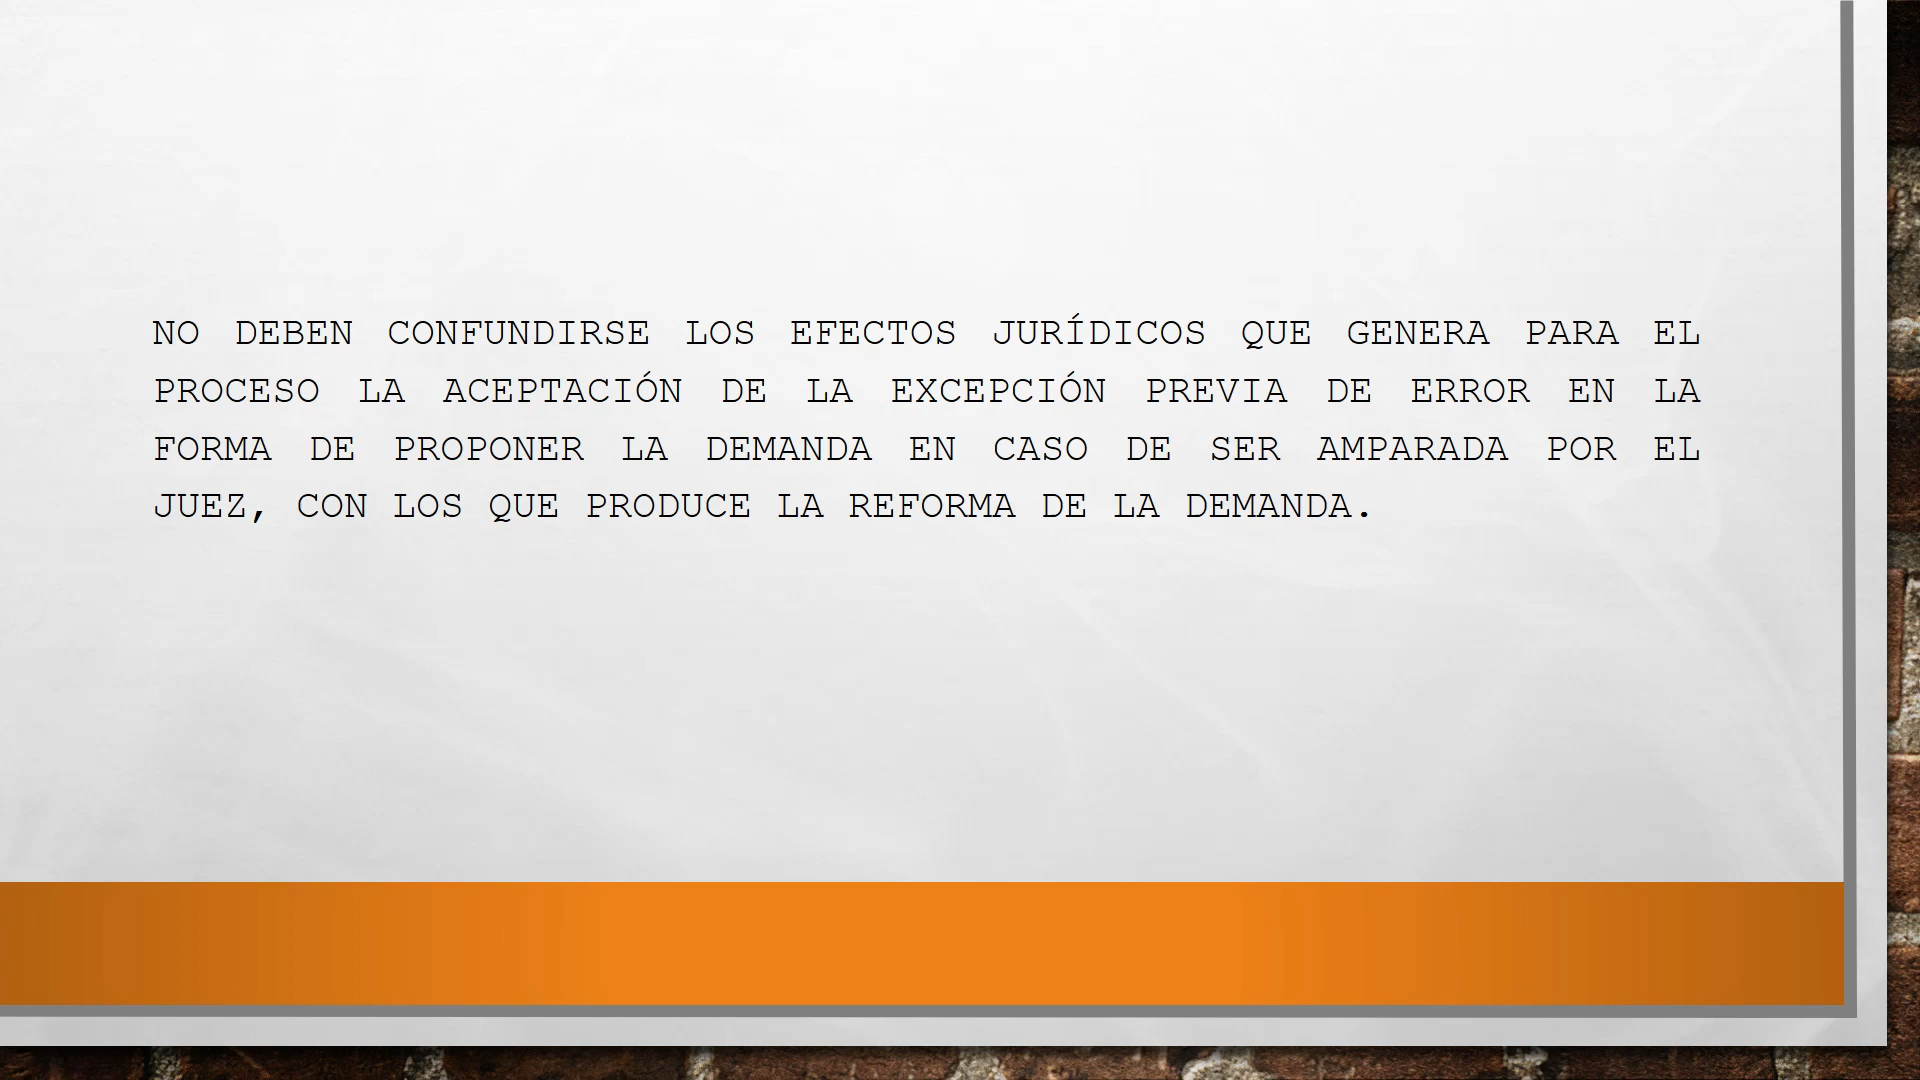 NO DEBEN CONFUNDIRSE LOS EFECTOS JURÍDICOS QUE GENERA PARA EL
PROCESO LA ACEPTACIÓN DE LA EXCEPCIÓN PREVIA DE ERROR EN LA
FORMA DE PROPONER LA DEMANDA EN CASO DE SER AMPARADA POR EL
JUEZ, CON LOS QUE PRODUCE LA REFORMA DE LA DEMANDA.